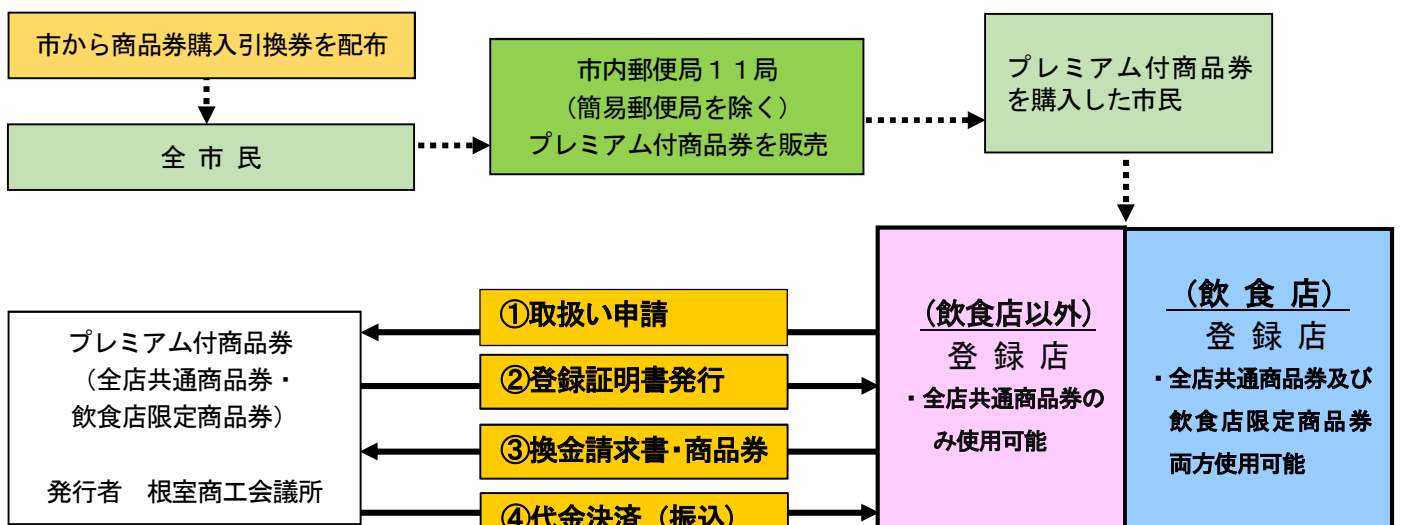 市から商品券購入引換券を配布
全 市 民
市内郵便局１１局
（簡易郵便局を除く）
プレミアム付商品券を販売
プレミアム付商品券
を購入した市民
プレミアム付商品券
（全店共通商品券・
飲食店限定商品券）
発行者　根室商工会議所
①取扱い申請
②登録証明書発行
③換金請求書・商品券
④代金決済（振込）
（飲食店以外）
登 録 店
・全店共通商品券の
み使用可能
（飲 食 店）
登 録 店
・全店共通商品券及び
飲食店限定商品券
両方使用可能